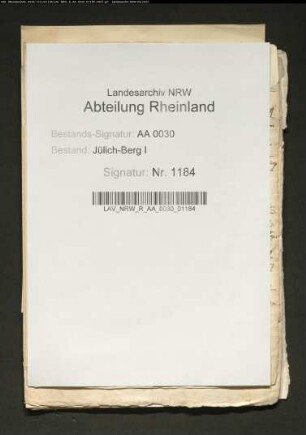 Landesarchiv NRW
Abteilung Rheinland
Bestands-Signatur: AA 0030
Bestand: Jülich-Berg I
Signatur: Nr. 1184
LAV_NRW_R_AA_0030_01184